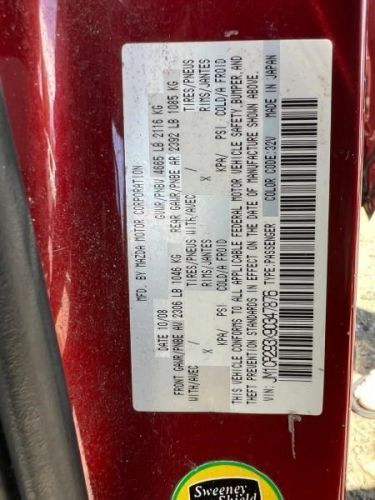 MFD. BY MAZDA MOTOR CORPORATION
DATE 10/08 GVWR/PNBV 4665 LB 2116 KG
FRONT GAWR/PNBE AV 2306 LB 1046 KG REAR GAWR/PNBE AR 2392 LB 1085 KG
WITH/AVEC / TIRES/PNEUS WITH/AVEC / TIRES/PNEUS
X RIMS/JANTES X RIMS/JANTES
KPA/ PSI COLD/A FROID KPA/ PSI COLD/A FROID
THIS VEHICLE CONFORMS TO ALL APPLICABLE FEDERAL MOTOR VEHICLE SAFETY, BUMPER, AND
THEFT PREVENTION STANDARDS IN EFFECT ON THE DATE OF MANUFACTURE SHOWN ABOVE.
VIN: JM1CR293X90347876 TYPE: PASSENGER COLOR CODE: 32V MADE IN JAPAN
Sweeney
Shield